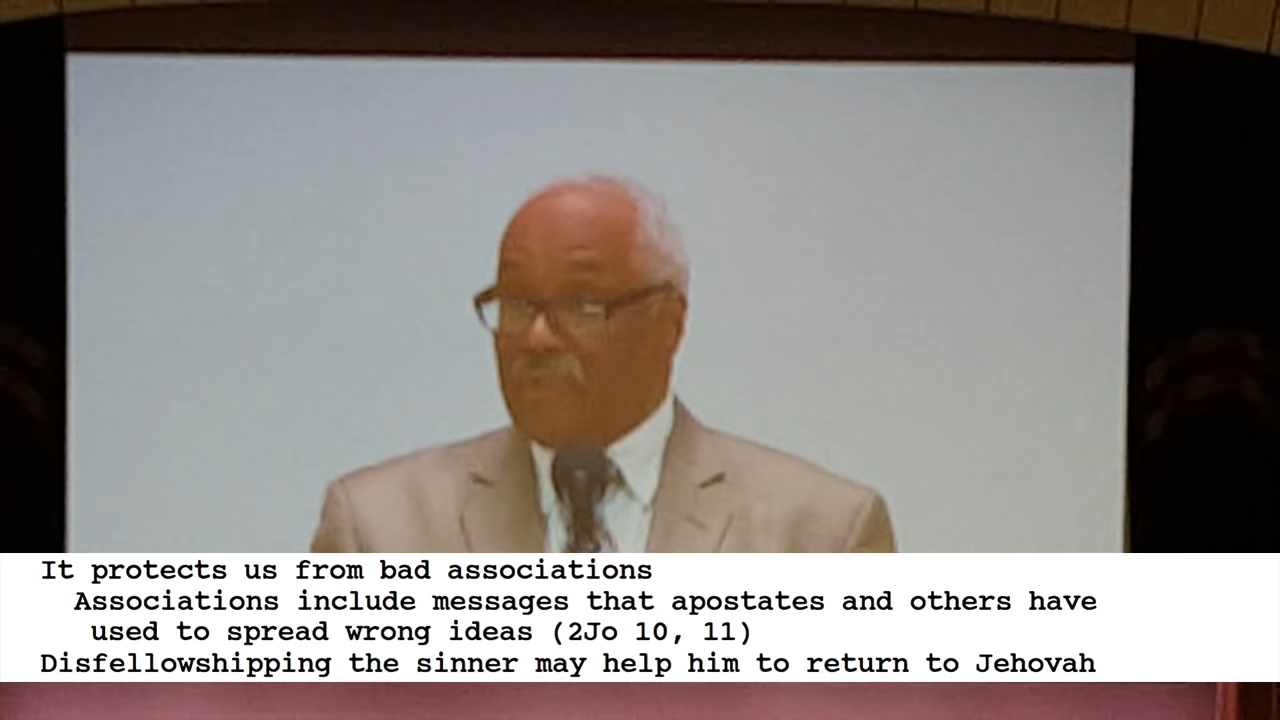 It protects us from bad associations
Associations include messages that apostates and others have
used to spread wrong ideas (2Jo 10, 11)
Disfellowshipping the sinner may help him to return to Jehovah